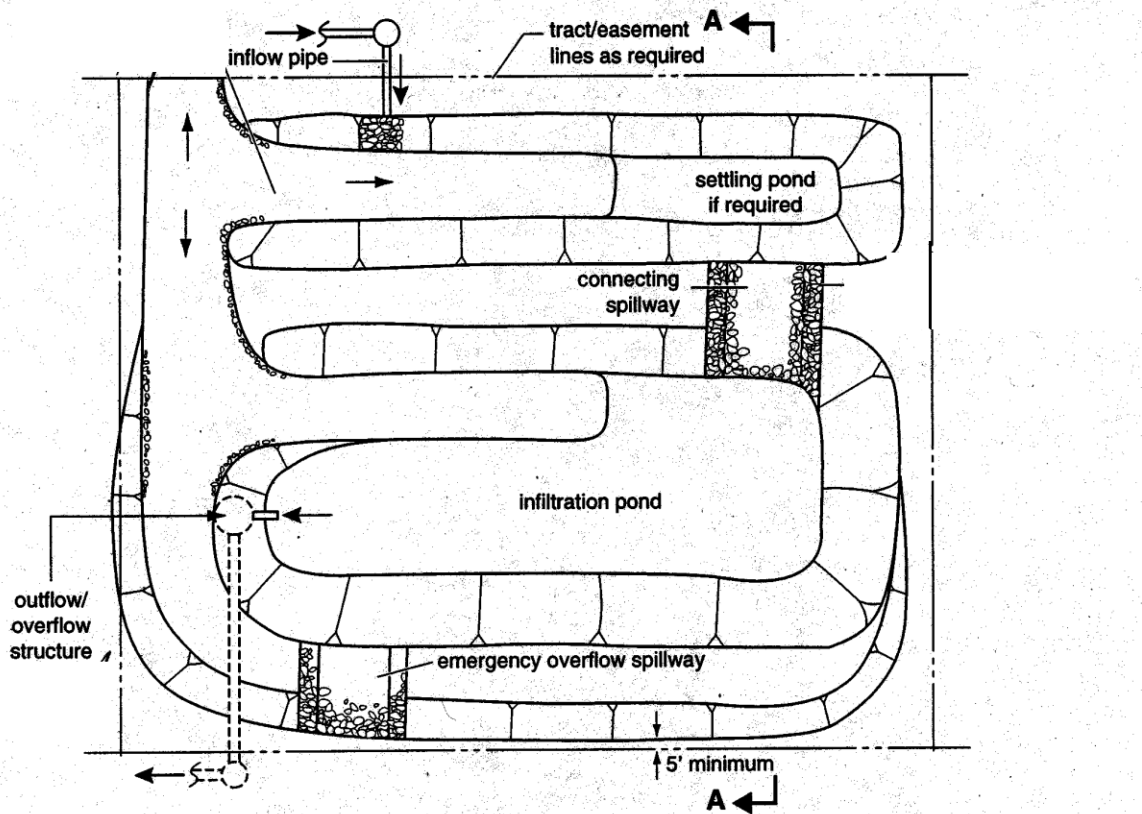 A
tract/easement
lines as required
inflow pipe
settling pond
if required
connecting
spillway
infiltration pond
outflow/
overflow
structure
emergency overflow spillway
5' minimum
A